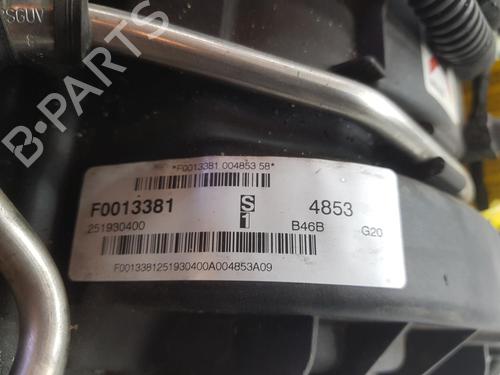 *F0013381 004853 58*
F0013381 S 4853
251930400 1 B46B G20
F0013381251930400A004853A09
B-PARTS